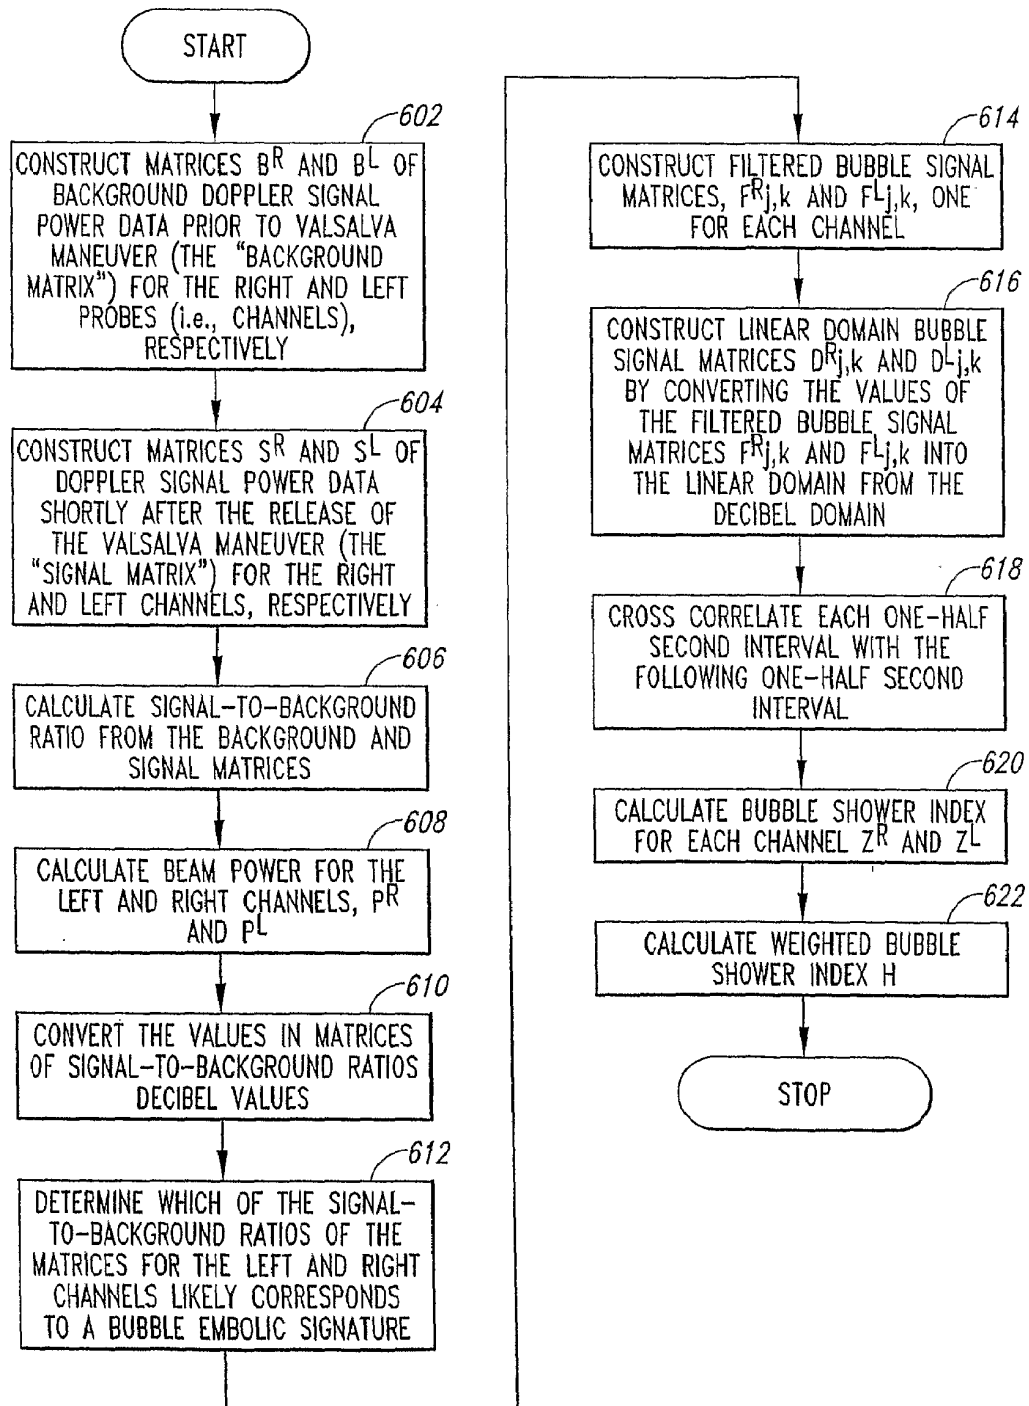 START
602
CONSTRUCT MATRICES B^R AND B^L OF
BACKGROUND DOPPLER SIGNAL
POWER DATA PRIOR TO VALSALVA
MANEUVER (THE "BACKGROUND
MATRIX") FOR THE RIGHT AND LEFT
PROBES (i.e., CHANNELS),
RESPECTIVELY
604
CONSTRUCT MATRICES S^R AND S^L OF
DOPPLER SIGNAL POWER DATA
SHORTLY AFTER THE RELEASE OF
THE VALSALVA MANEUVER (THE
"SIGNAL MATRIX") FOR THE RIGHT
AND LEFT CHANNELS, RESPECTIVELY
606
CALCULATE SIGNAL-TO-BACKGROUND
RATIO FROM THE BACKGROUND AND
SIGNAL MATRICES
608
CALCULATE BEAM POWER FOR THE
LEFT AND RIGHT CHANNELS, P^R
AND P^L
610
CONVERT THE VALUES IN MATRICES
OF SIGNAL-TO-BACKGROUND RATIOS
DECIBEL VALUES
612
DETERMINE WHICH OF THE SIGNAL-
TO-BACKGROUND RATIOS OF THE
MATRICES FOR THE LEFT AND RIGHT
CHANNELS LIKELY CORRESPONDS
TO A BUBBLE EMBOLIC SIGNATURE
614
CONSTRUCT FILTERED BUBBLE SIGNAL
MATRICES, F^Rj,k AND F^Lj,k, ONE
FOR EACH CHANNEL
616
CONSTRUCT LINEAR DOMAIN BUBBLE
SIGNAL MATRICES D^Rj,k AND D^Lj,k
BY CONVERTING THE VALUES OF
THE FILTERED BUBBLE SIGNAL
MATRICES F^Rj,k AND F^Lj,k INTO
THE LINEAR DOMAIN FROM THE
DECIBEL DOMAIN
618
CROSS CORRELATE EACH ONE-HALF
SECOND INTERVAL WITH THE
FOLLOWING ONE-HALF SECOND
INTERVAL
620
CALCULATE BUBBLE SHOWER INDEX
FOR EACH CHANNEL Z^R AND Z^L
622
CALCULATE WEIGHTED BUBBLE
SHOWER INDEX H
STOP